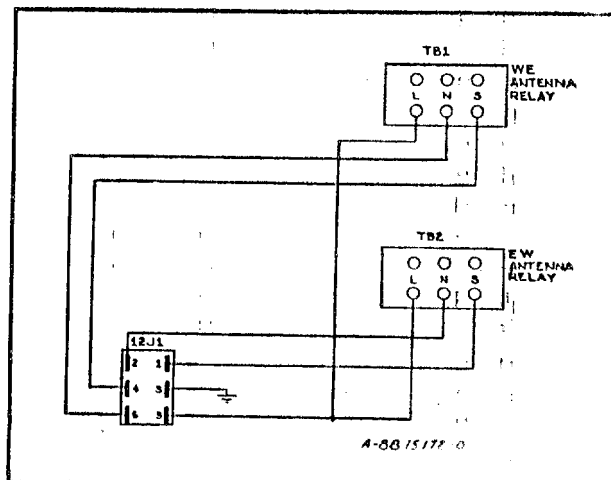 TB1
WE
ANTENNA
RELAY
L N S
TB2
EW
ANTENNA
RELAY
L N S
12J1
2 1
4 3
6 5